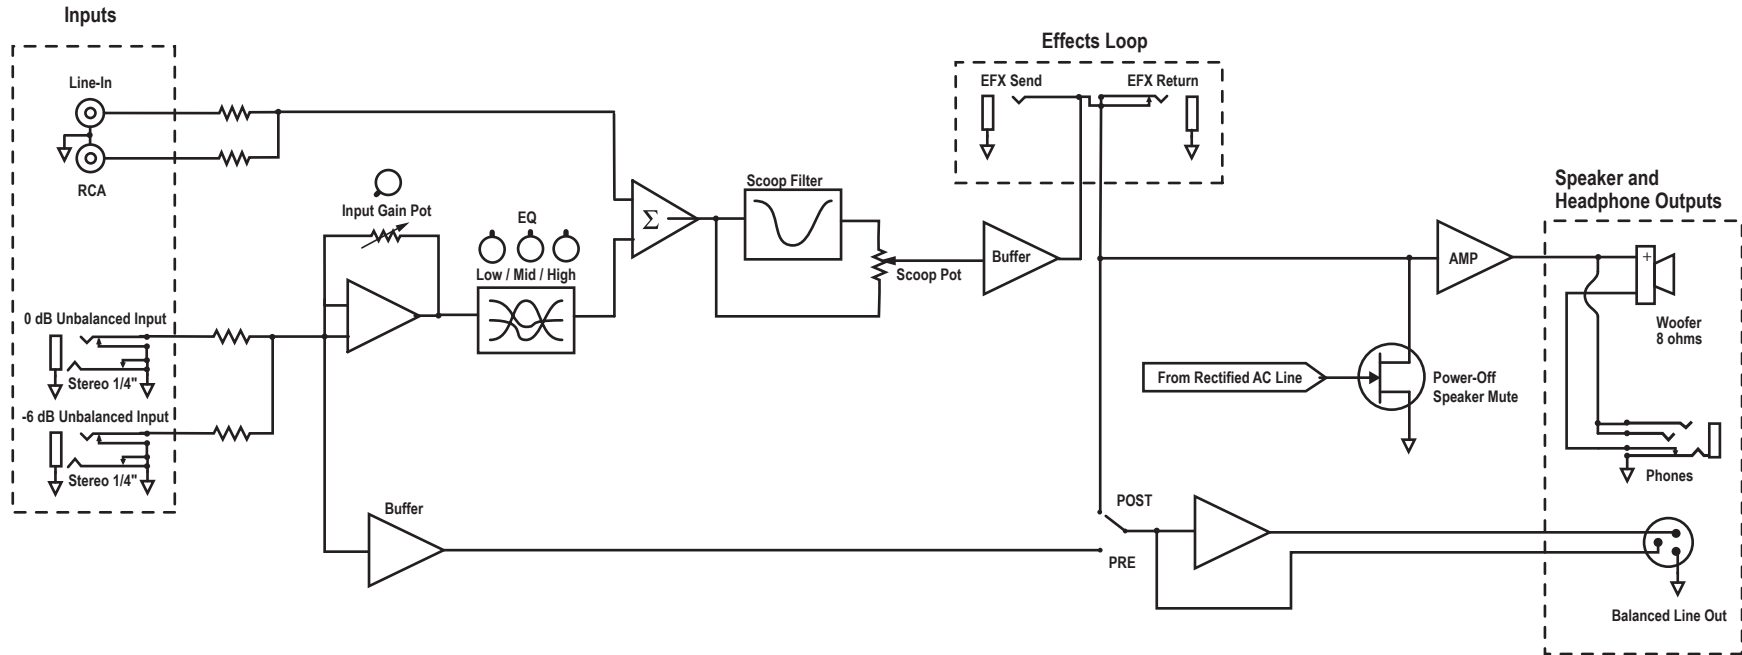 Inputs
Line-In
RCA
0 dB Unbalanced Input
Stereo 1/4"
-6 dB Unbalanced Input
Stereo 1/4"
Input Gain Pot
EQ
Low / Mid / High
Buffer
Σ
Scoop Filter
Scoop Pot
Buffer
Effects Loop
EFX Send
EFX Return
From Rectified AC Line
Power-Off
Speaker Mute
POST
PRE
AMP
Speaker and
Headphone Outputs
+
Woofer
8 ohms
Phones
Balanced Line Out